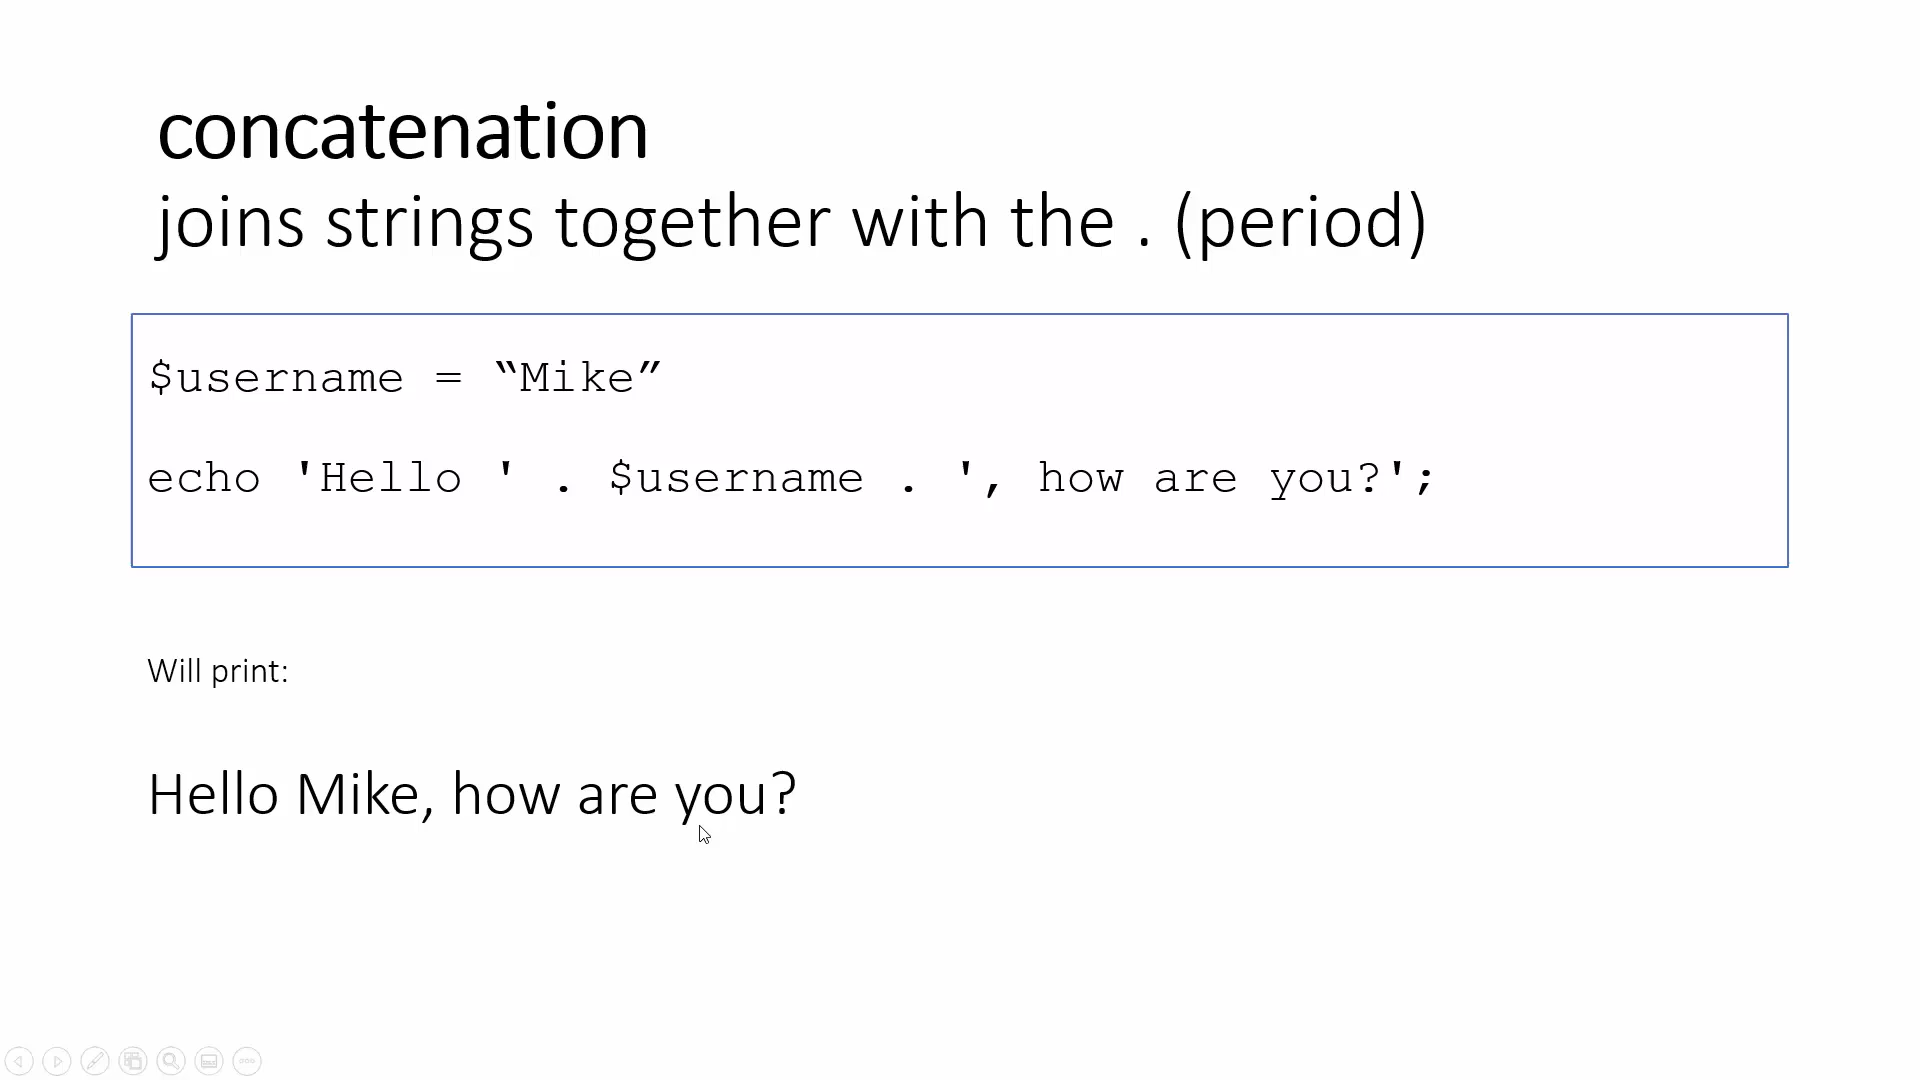 concatenation
joins strings together with the . (period)
$username = “Mike”
echo 'Hello ' . $username . ', how are you?';
Will print:
Hello Mike, how are you?